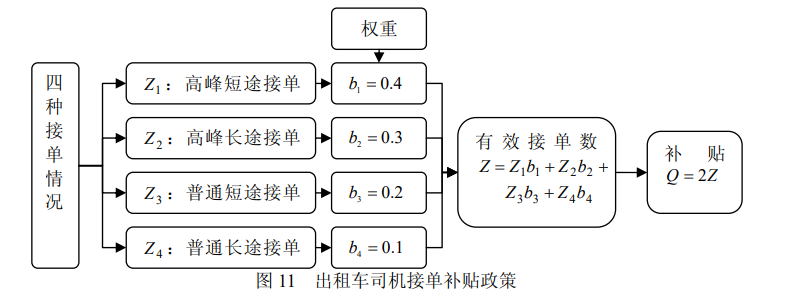 权重
四种接单情况
Z₁：高峰短途接单
b₁ = 0.4
Z₂：高峰长途接单
b₂ = 0.3
Z₃：普通短途接单
b₃ = 0.2
Z₄：普通长途接单
b₄ = 0.1
有效接单数
Z = Z₁b₁ + Z₂b₂ +
Z₃b₃ + Z₄b₄
补贴
Q = 2Z
图 11 出租车司机接单补贴政策